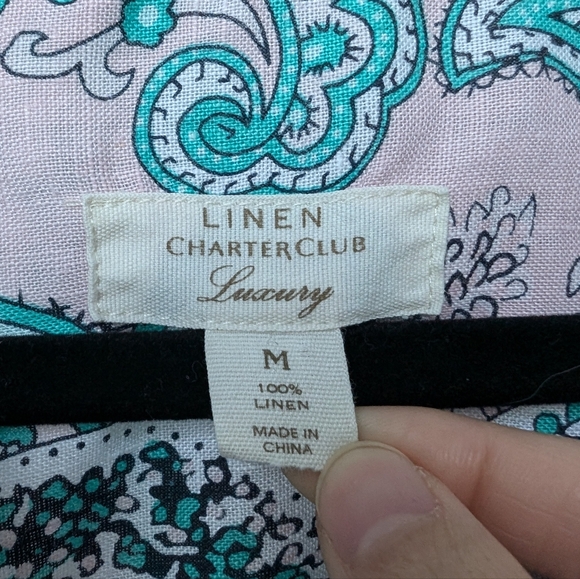 LINEN
CHARTER CLUB
Luxury
M
100%
LINEN
MADE IN
CHINA